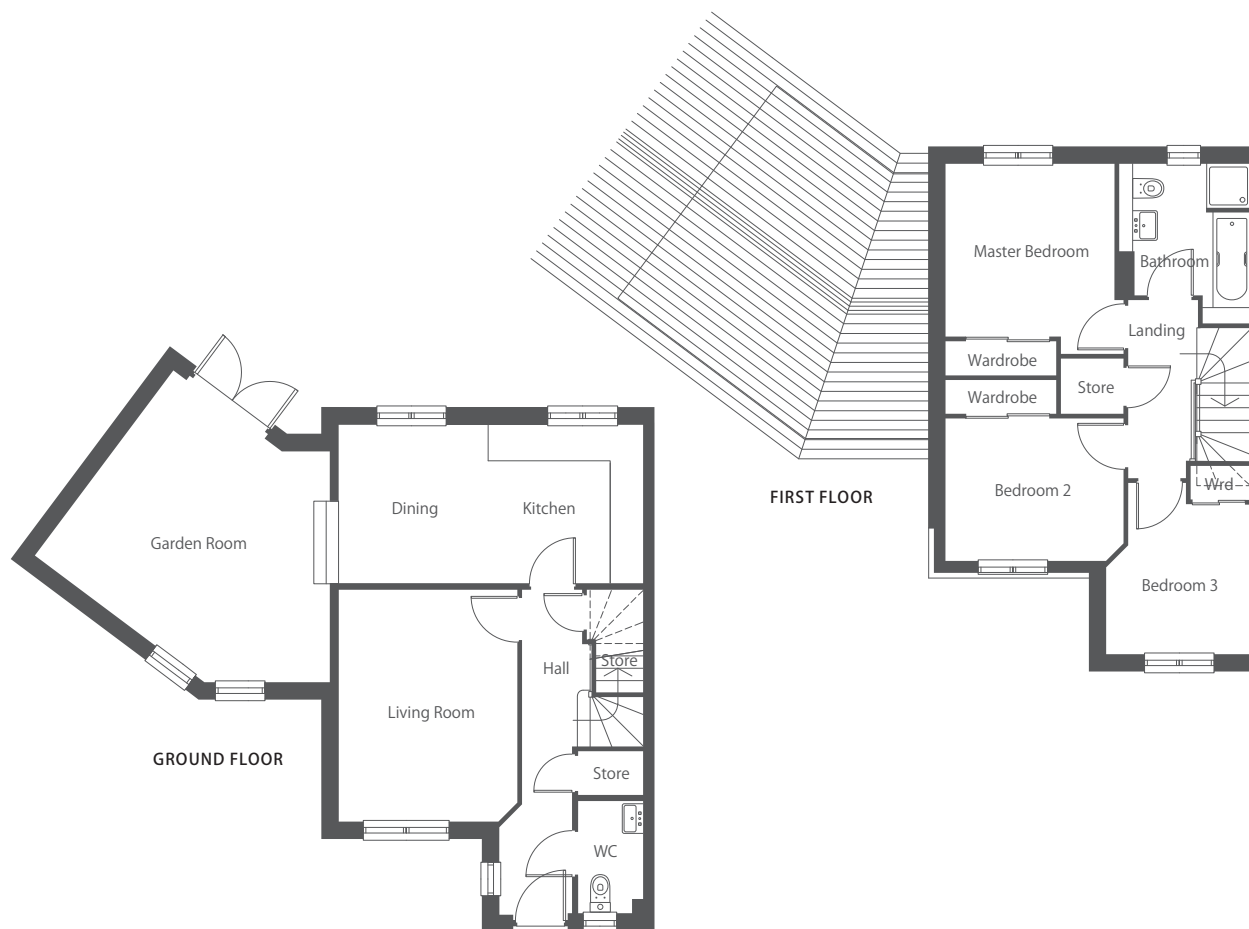 Garden Room
Dining
Kitchen
Living Room
Hall
Store
Store
WC
GROUND FLOOR
Master Bedroom
Bathroom
Landing
Wardrobe
Wardrobe
Store
Bedroom 2
Wrd
Bedroom 3
FIRST FLOOR